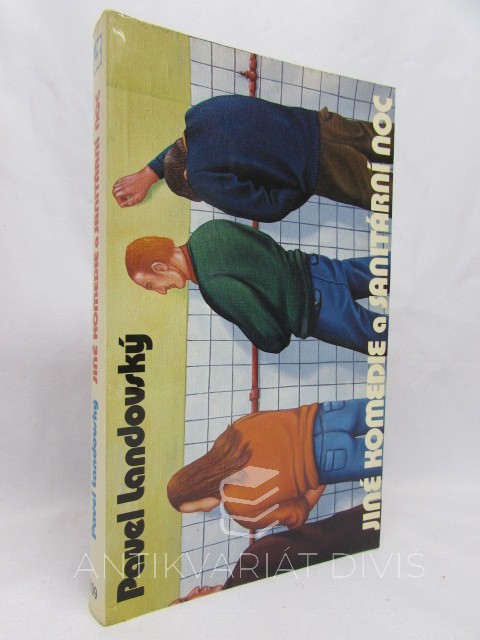 Pavel Landovský
JINÉ KOMEDIE a SANITÁRNÍ NOC
Pavel Landovský JINÉ KOMEDIE a SANITÁRNÍ NOC
ANTIKVARIÁT DIVIŠ